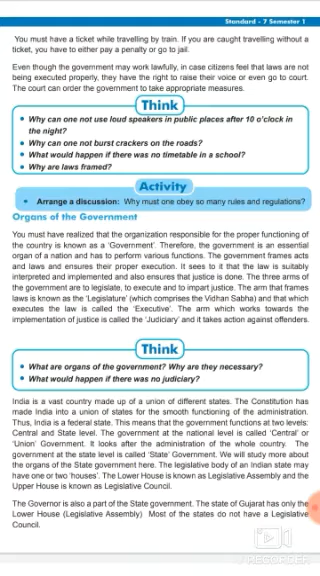 Standard - 7 Semester 1
You must have a ticket while travelling by train. If you are caught travelling without a
ticket, you have to either pay a penalty or go to jail.
Even though the government may work lawfully, in case citizens feel that laws are not
being executed properly, they have the right to raise their voice or even go to court.
The court can order the government to take appropriate measures.
Think
• Why can one not use loud speakers in public places after 10 o'clock in
the night?
• Why can one not burst crackers on the roads?
• What would happen if there was no timetable in a school?
• Why are laws framed?
Activity
• Arrange a discussion: Why must one obey so many rules and regulations?
Organs of the Government
You must have realized that the organization responsible for the proper functioning of
the country is known as a 'Government'. Therefore, the government is an essential
organ of a nation and has to perform various functions. The government frames acts
and laws and ensures their proper execution. It sees to it that the law is suitably
interpreted and implemented and also ensures that justice is done. The three arms of
the government are to legislate, to execute and to impart justice. The arm that frames
laws is known as the 'Legislature' (which comprises the Vidhan Sabha) and that which
executes the law is called the 'Executive'. The arm which works towards the
implementation of justice is called the 'Judiciary' and it takes action against offenders.
Think
• What are organs of the government? Why are they necessary?
• What would happen if there was no judiciary?
India is a vast country made up of a union of different states. The Constitution has
made India into a union of states for the smooth functioning of the administration.
Thus, India is a federal state. This means that the government functions at two levels:
Central and State level. The government at the national level is called 'Central' or
'Union' Government. It looks after the administration of the whole country. The
government at the state level is called 'State' Government. We will study more about
the organs of the State government here. The legislative body of an Indian state may
have one or two 'houses'. The Lower House is known as Legislative Assembly and the
Upper House is known as Legislative Council.
The Governor is also a part of the State government. The state of Gujarat has only the
Lower House (Legislative Assembly) Most of the states do not have a Legislative
Council.
RECORDER